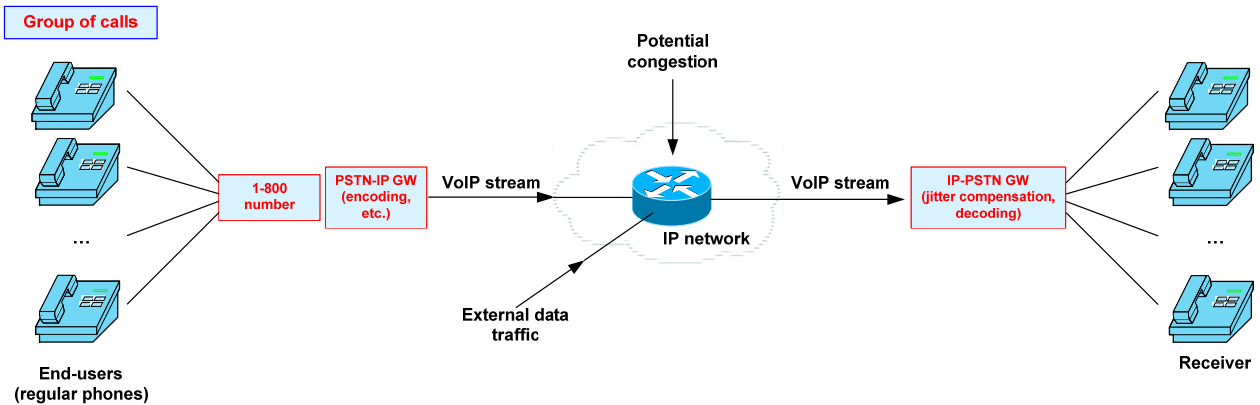 Group of calls
Potential
congestion
1-800
number
PSTN-IP GW
(encoding,
etc.)
VoIP stream
VoIP stream
IP-PSTN GW
(jitter compensation,
decoding)
IP network
...
...
External data
traffic
End-users
(regular phones)
Receiver